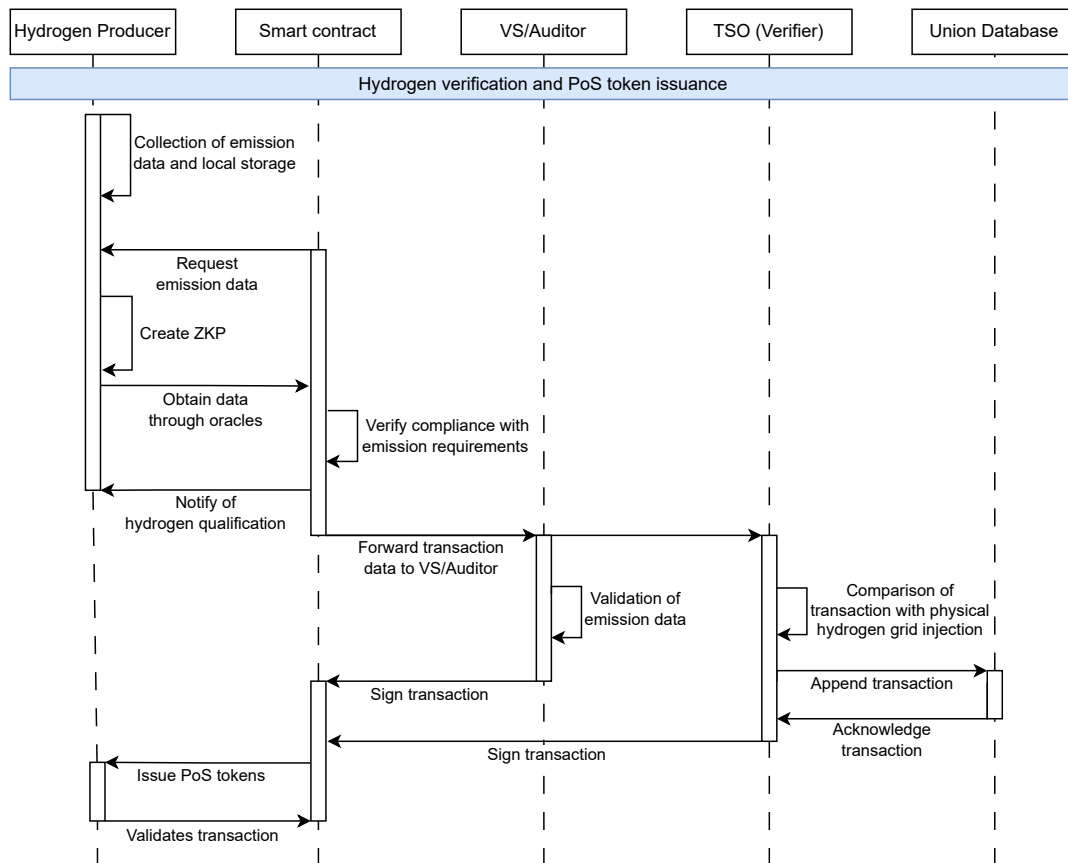 Hydrogen Producer
Smart contract
VS/Auditor
TSO (Verifier)
Union Database
Hydrogen verification and PoS token issuance
Collection of emission
data and local storage
Request
emission data
Create ZKP
Obtain data
through oracles
Verify compliance with
emission requirements
Notify of
hydrogen qualification
Forward transaction
data to VS/Auditor
Validation of
emission data
Comparison of
transaction with physical
hydrogen grid injection
Sign transaction
Append transaction
Acknowledge
transaction
Sign transaction
Issue PoS tokens
Validates transaction